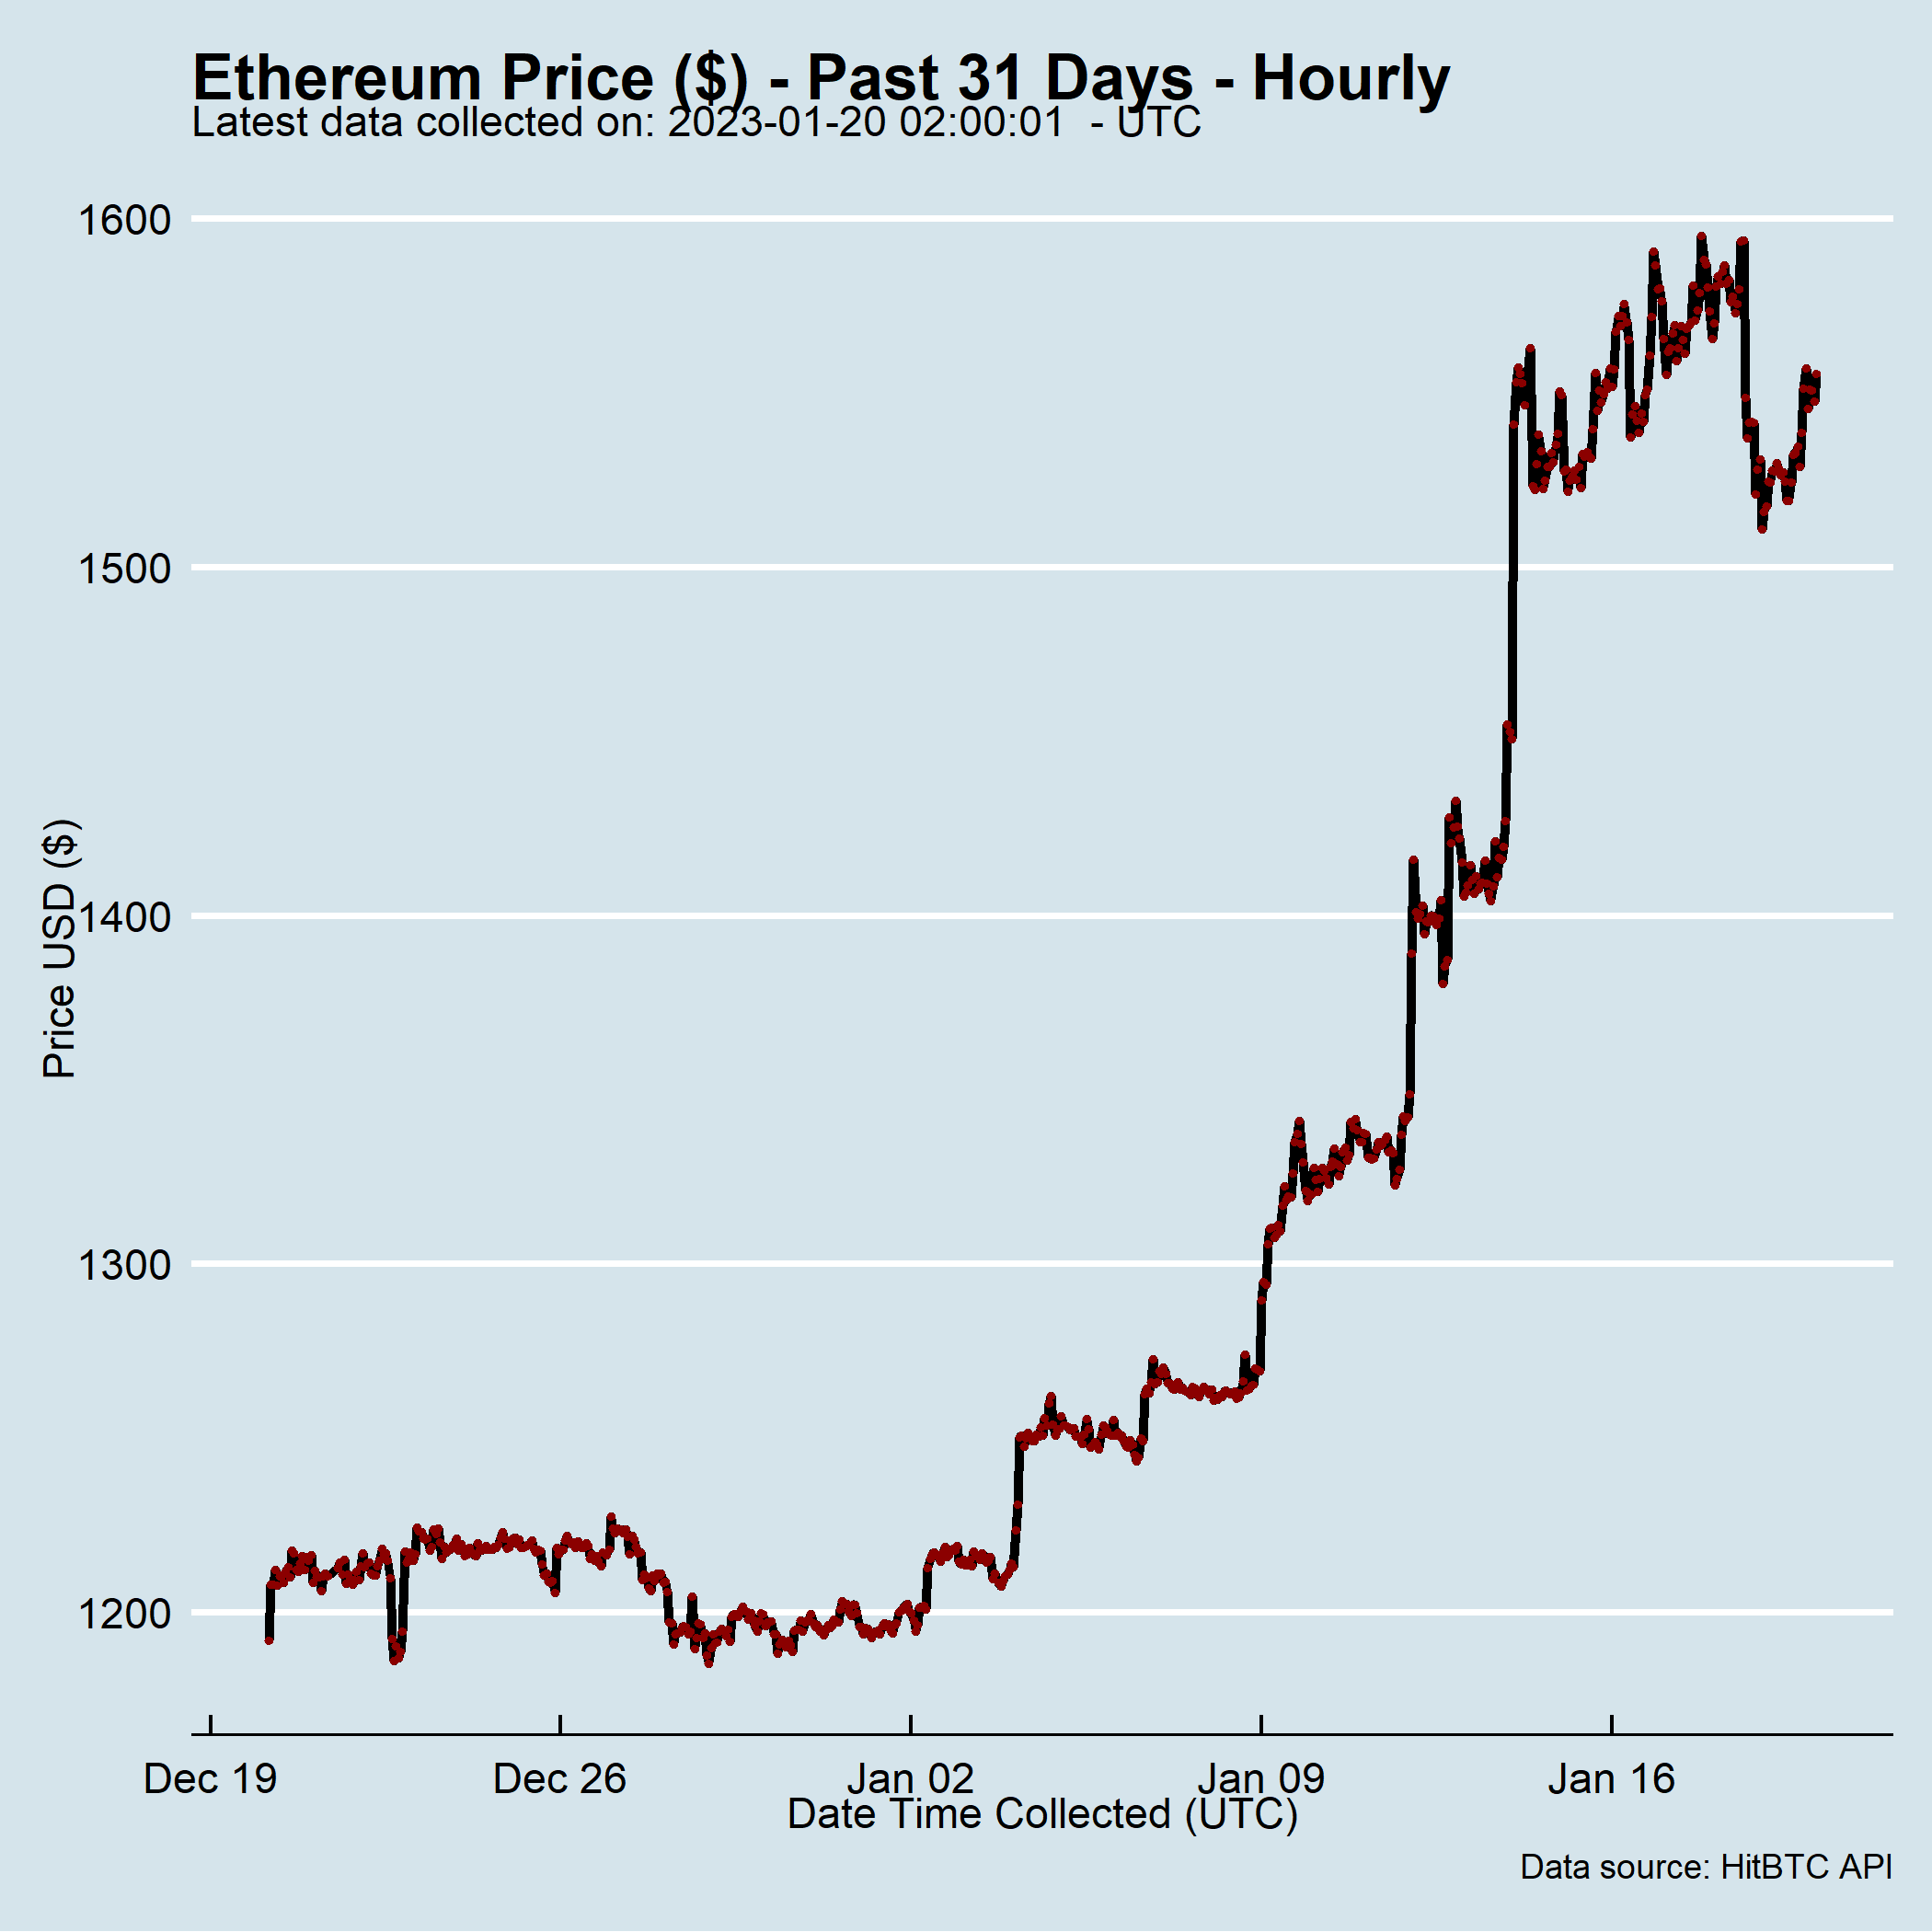 Ethereum Price ($) - Past 31 Days - Hourly
Latest data collected on: 2023-01-20 02:00:01  - UTC
1600
1500
1400
1300
1200
Price USD ($)
Dec 19 Dec 26 Jan 02 Jan 09 Jan 16
Date Time Collected (UTC)
Data source: HitBTC API